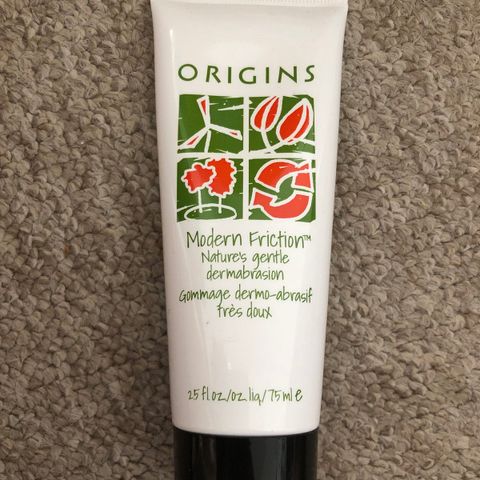 ORIGINS
Modern Friction™
Nature's gentle
dermabrasion
Gommage dermo-abrasif
très doux
2.5 fl oz/oz liq/75 ml e